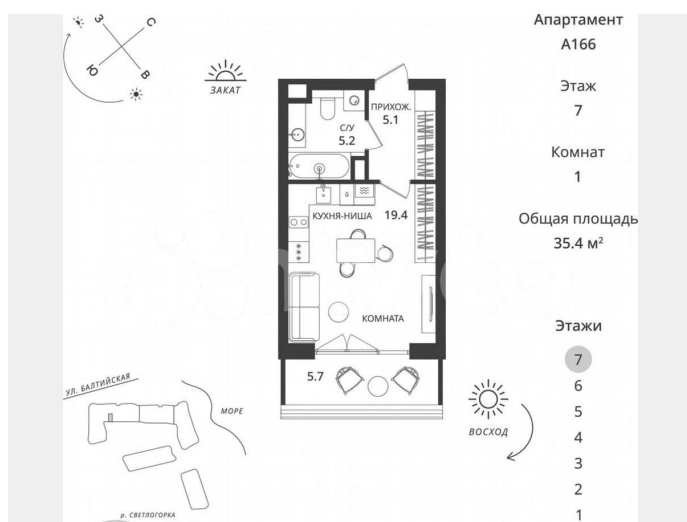 З
С
Ю
В
ЗАКАТ
ПРИХОЖ.
5.1
С/У
5.2
КУХНЯ-НИША
19.4
КОМНАТА
5.7
ВОСХОД
УЛ. БАЛТИЙСКАЯ
МОРЕ
р. СВЕТЛОГОРКА
Апартамент
А166
Этаж
7
Комнат
1
Общая площадь
35.4 м²
Этажи
7
6
5
4
3
2
1